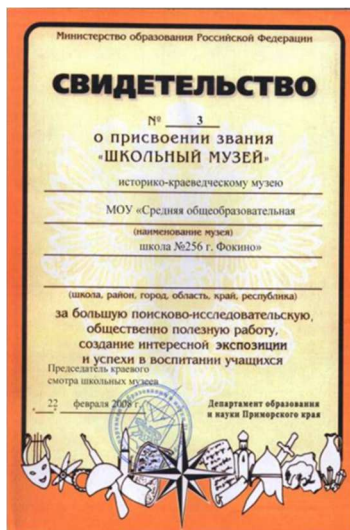 Министерство образования Российской Федерации
СВИДЕТЕЛЬСТВО
№ 3
о присвоении звания
«ШКОЛЬНЫЙ МУЗЕЙ»
историко-краеведческому музею
МОУ «Средняя общеобразовательная
(наименование музея)
школа №256 г. Фокино»
(школа, район, город, область, край, республика)
за большую поисково-исследовательскую,
общественно полезную работу,
создание интересной экспозиции
и успехи в воспитании учащихся
Председатель краевого
смотра школьных музеев
„ 22 февраля 2008 г.
Департамент образования
и науки Приморского края